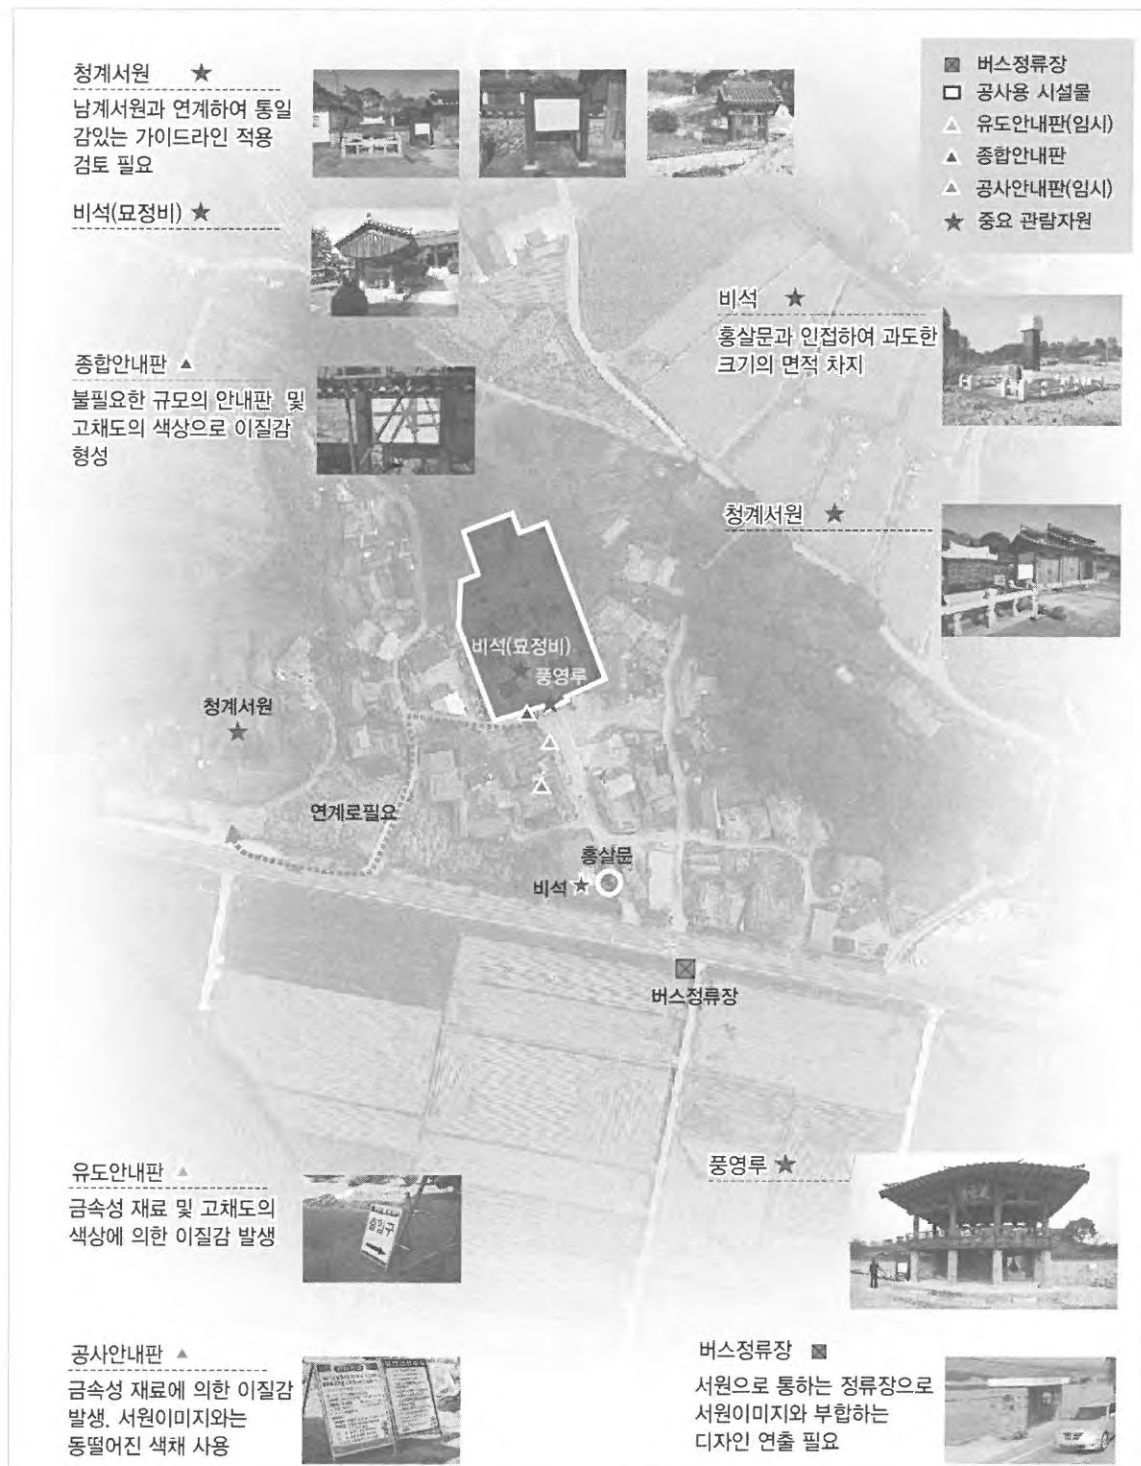 청계서원 ★
남계서원과 연계하여 통일
감있는 가이드라인 적용
검토 필요
비석(묘정비) ★
종합안내판 ▲
불필요한 규모의 안내판 및
고채도의 색상으로 이질감
형성
버스정류장
공사용 시설물
유도안내판(임시)
종합안내판
공사안내판(임시)
중요 관람자원
비석 ★
홍살문과 인접하여 과도한
크기의 면적 차지
청계서원 ★
비석(묘정비)
풍영루
청계서원
연계로필요
홍살문
비석
버스정류장
유도안내판 ▲
금속성 재료 및 고채도의
색상에 의한 이질감 발생
출입구
풍영루 ★
공사안내판 ▲
금속성 재료에 의한 이질감
발생. 서원이미지와는
동떨어진 색채 사용
버스정류장
서원으로 통하는 정류장으로
서원이미지와 부합하는
디자인 연출 필요